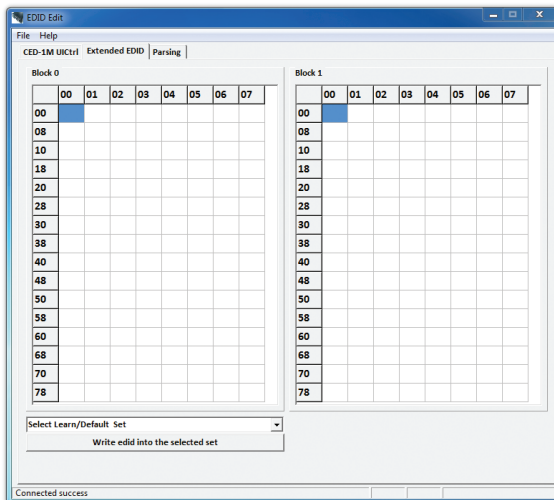 EDID Edit
File Help
CED-1M UICtrl Extended EDID Parsing
Block 0 Block 1
00 01 02 03 04 05 06 07 00 01 02 03 04 05 06 07
00 00
08 08
10 10
18 18
20 20
28 28
30 30
38 38
40 40
48 48
50 50
58 58
60 60
68 68
70 70
78 78
Select Learn/Default Set
Write edid into the selected set
Connected success